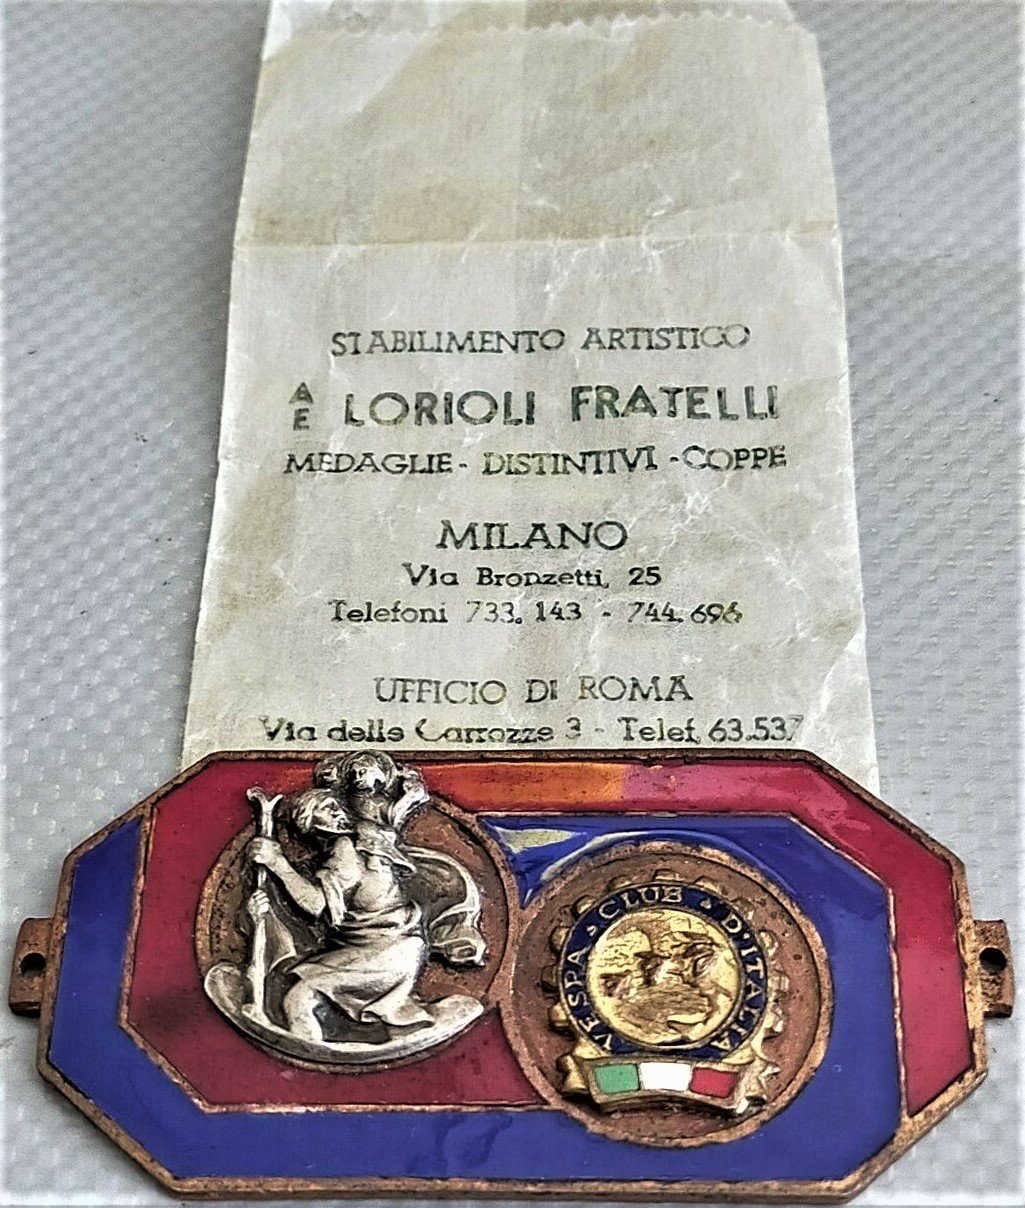 STABILIMENTO ARTISTICO
A E LORIOLI FRATELLI
MEDAGLIE - DISTINTIVI - COPPE
MILANO
Via Bronzetti, 25
Telefoni 733.143 - 744.696
UFFICIO DI ROMA
Via delle Carrozze 3 - Telef. 63.537
VESPA CLUB D'ITALIA